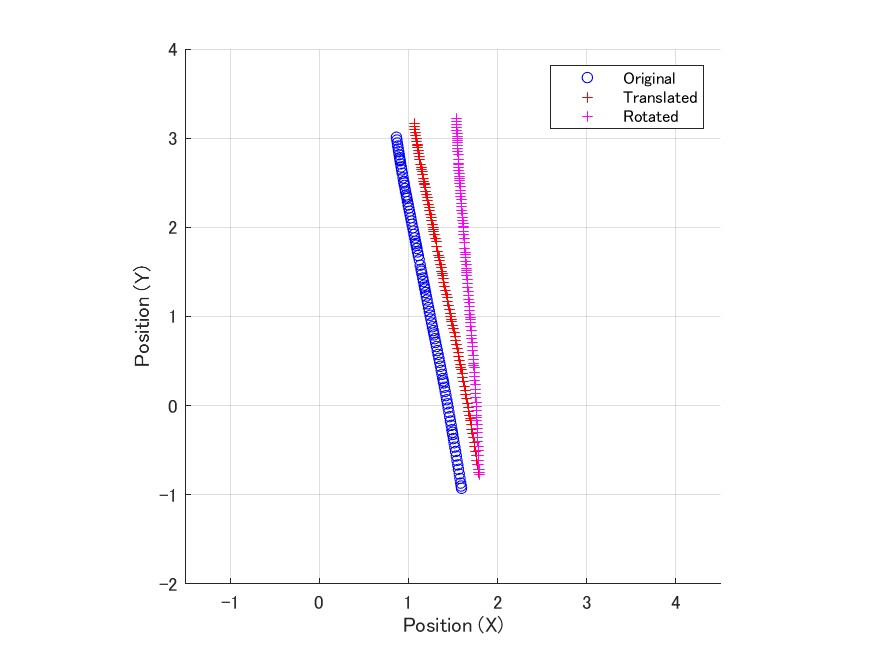 4
3
2
1
0
−1
−2
Position (Y)
Original
Translated
Rotated
−1 0 1 2 3 4
Position (X)